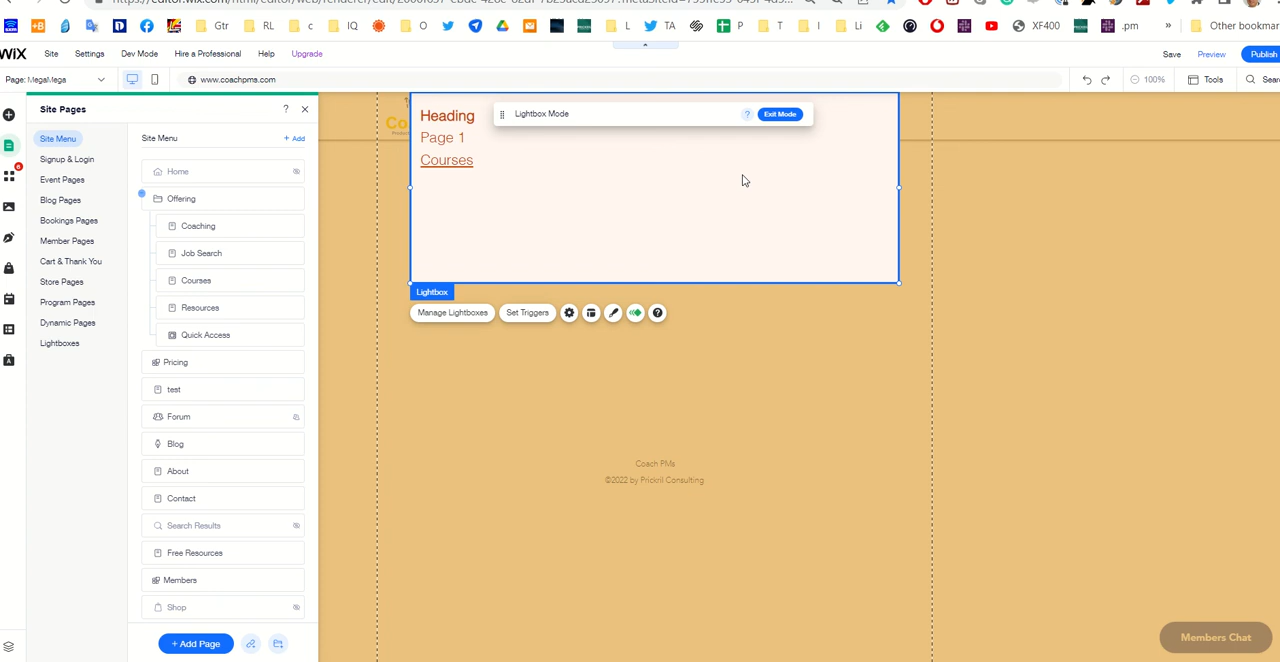 Gtr
RL
c
IQ
O
L
TA
P
T
I
Li
XF400
.pm
»
Other bookmar
WIX
Site
Settings
Dev Mode
Hire a Professional
Help
Upgrade
Save
Preview
Publish
Page: MegaMega
www.coachpms.com
100%
Tools
Sear
Site Pages
?
Site Menu
Signup & Login
Event Pages
Blog Pages
Bookings Pages
Member Pages
Cart & Thank You
Store Pages
Program Pages
Dynamic Pages
Lightboxes
Site Menu
+ Add
Home
Offering
Coaching
Job Search
Courses
Resources
Quick Access
Pricing
test
Forum
Blog
About
Contact
Search Results
Free Resources
Members
Shop
+ Add Page
Heading
Page 1
Courses
Lightbox Mode
?
Exit Mode
Lightbox
Manage Lightboxes
Set Triggers
Coach PMs
©2022 by Prickril Consulting
Members Chat